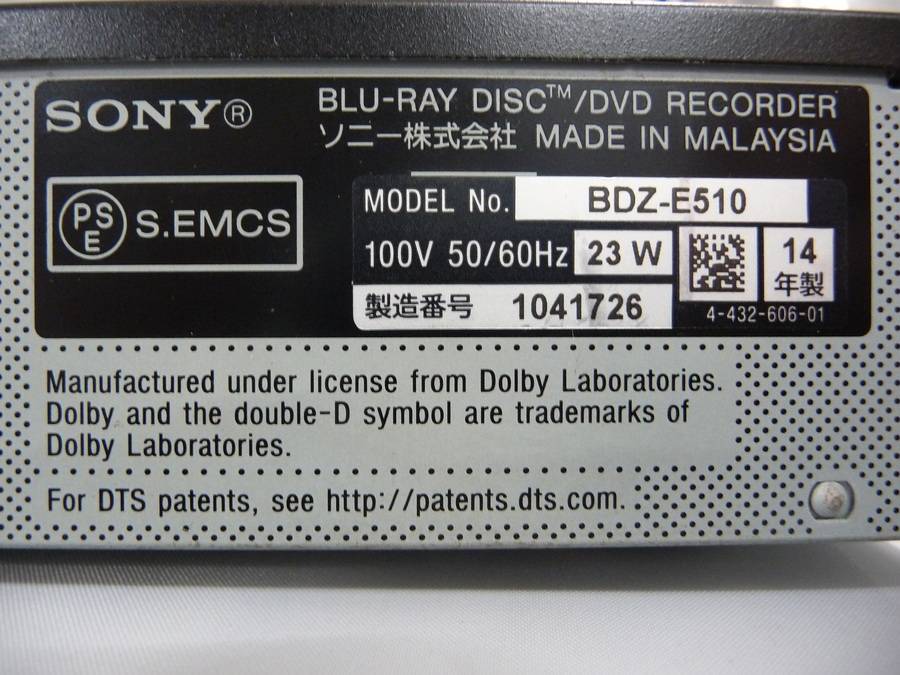 SONY®
BLU-RAY DISC™/DVD RECORDER
ソニー株式会社 MADE IN MALAYSIA
PS
E
S.EMCS
MODEL No. BDZ-E510
100V 50/60Hz 23 W
14
年製
製造番号 1041726
4-432-606-01
Manufactured under license from Dolby Laboratories.
Dolby and the double-D symbol are trademarks of
Dolby Laboratories.
For DTS patents, see http://patents.dts.com.